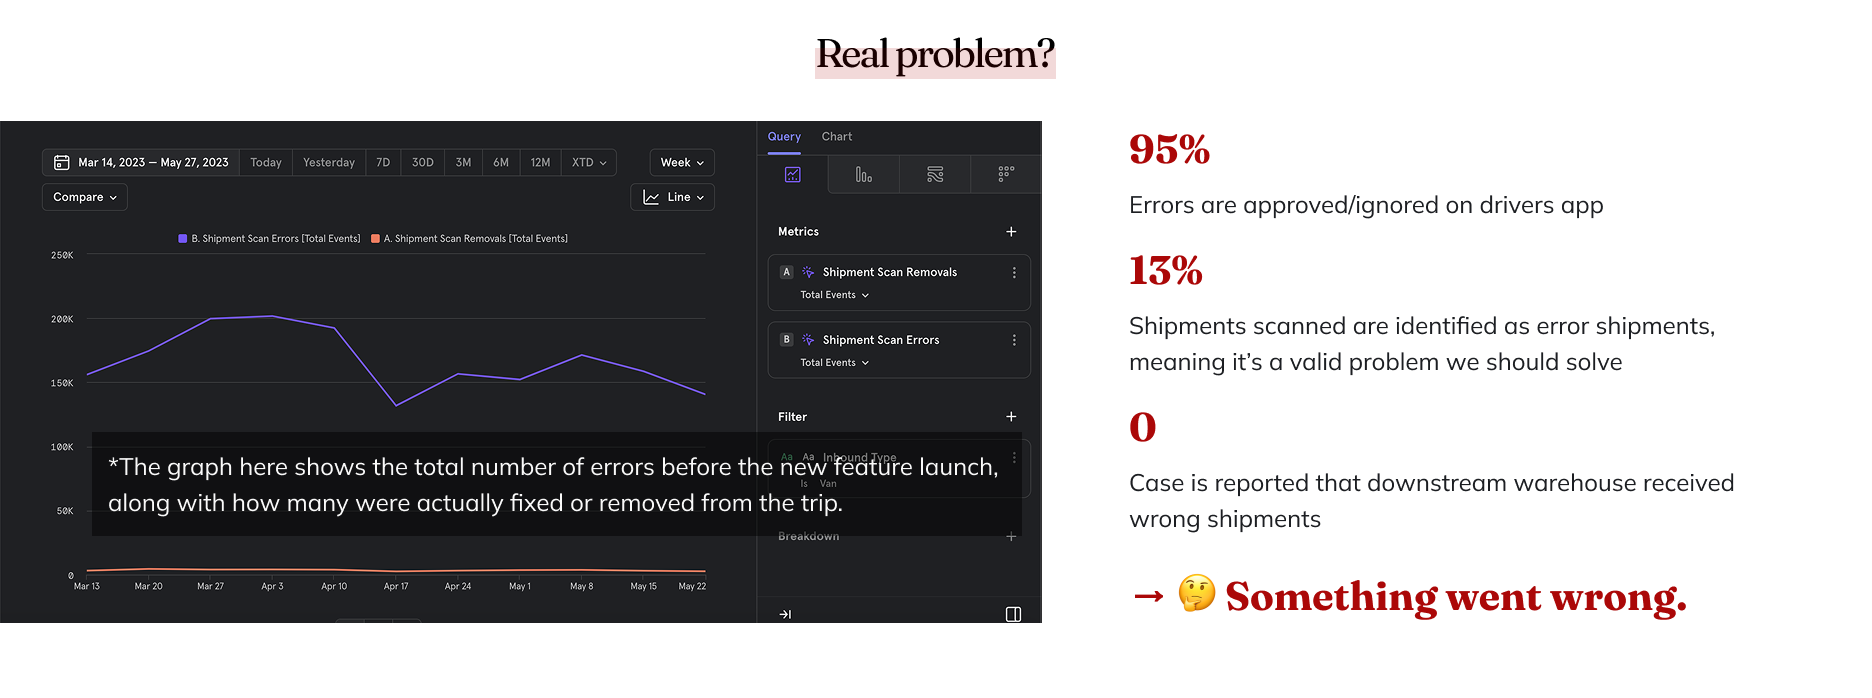 Real problem?
Query
Chart
Mar 14, 2023 – May 27, 2023
Today
Yesterday
7D
30D
3M
6M
12M
XTD
Week
Compare
Line
B. Shipment Scan Errors [Total Events]
A. Shipment Scan Removals [Total Events]
250K
200K
150K
100K
50K
0
Mar 13
Mar 20
Mar 27
Apr 3
Apr 10
Apr 17
Apr 24
May 1
May 8
May 15
May 22
Metrics
A
Shipment Scan Removals
Total Events
B
Shipment Scan Errors
Total Events
Filter
Aa
Aa
Inbound Type
Is
Van
Breakdown
*The graph here shows the total number of errors before the new feature launch,
along with how many were actually fixed or removed from the trip.
95%
Errors are approved/ignored on drivers app
13%
Shipments scanned are identified as error shipments,
meaning it’s a valid problem we should solve
0
Case is reported that downstream warehouse received
wrong shipments
→ 🤔 Something went wrong.